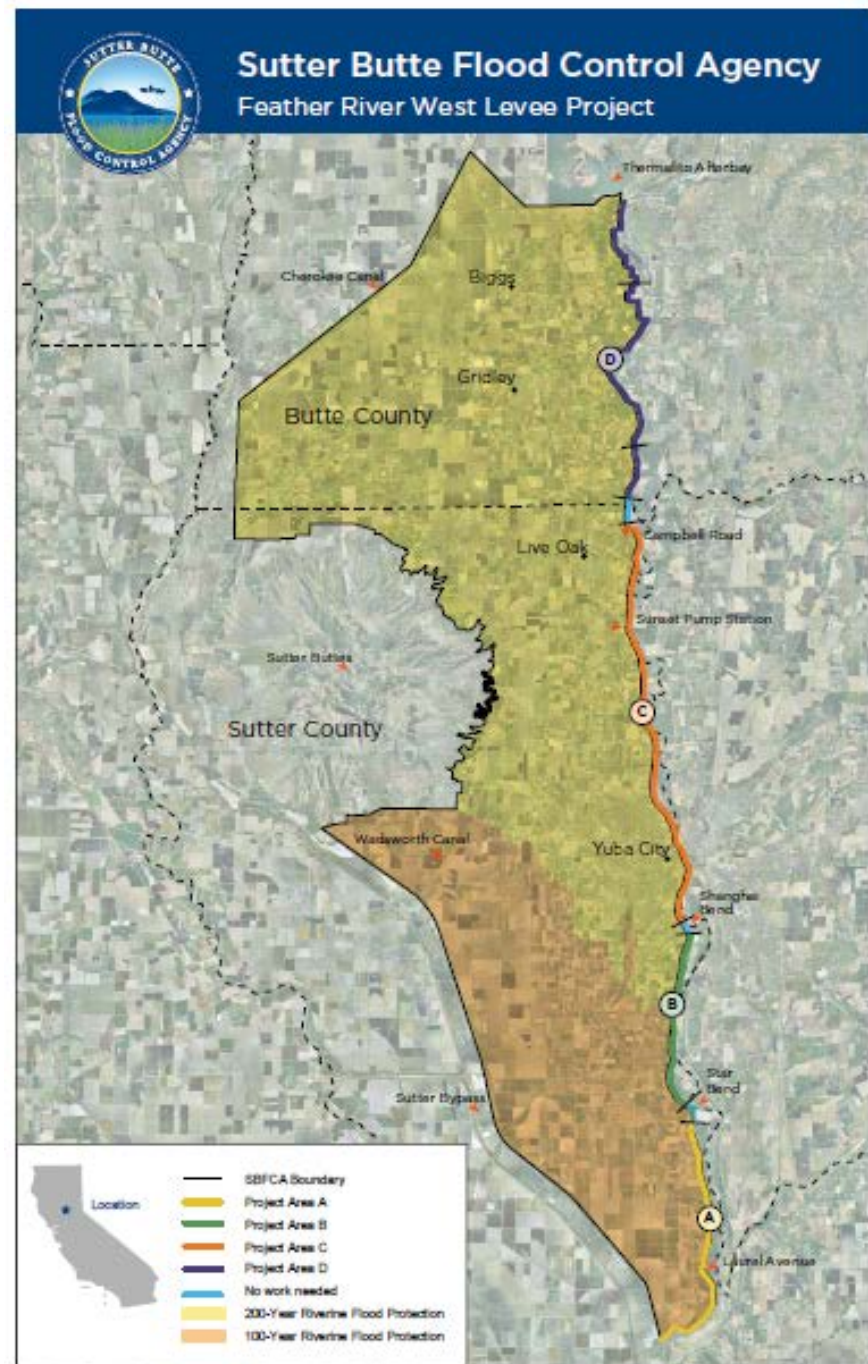 SUTTER BUTTE
FLOOD CONTROL AGENCY
Sutter Butte Flood Control Agency
Feather River West Levee Project
Thermalito Afterbay
Cherokee Canal
Biggs
D
Gridley
Butte County
Campbell Road
Live Oak
Sunset Pump Station
Sutter Buttes
C
Sutter County
Wadsworth Canal
Yuba City
Shanghai
Bend
B
Star
Bend
Sutter Bypass
A
Laurel Avenue
Location
SBFCA Boundary
Project Area A
Project Area B
Project Area C
Project Area D
No work needed
200-Year Riverine Flood Protection
100-Year Riverine Flood Protection